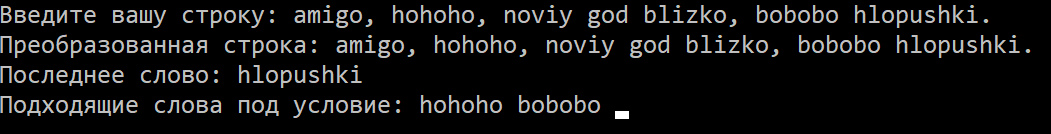 Введите вашу строку: amigo, hohoho, noviy god blizko, bobobo hlopushki.
Преобразованная строка: amigo, hohoho, noviy god blizko, bobobo hlopushki.
Последнее слово: hlopushki
Подходящие слова под условие: hohoho bobobo